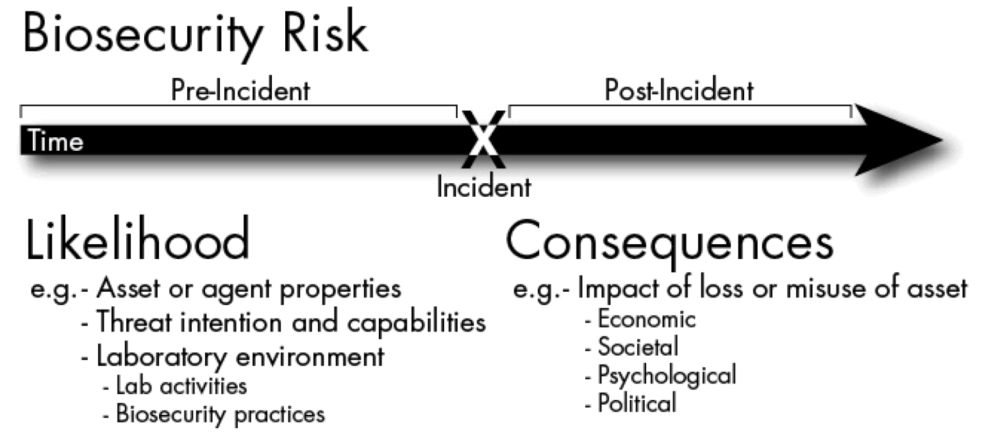 Biosecurity Risk
Pre-Incident
Post-Incident
Time
X
Incident
Likelihood
e.g.- Asset or agent properties
- Threat intention and capabilities
- Laboratory environment
- Lab activities
- Biosecurity practices
Consequences
e.g.- Impact of loss or misuse of asset
- Economic
- Societal
- Psychological
- Political